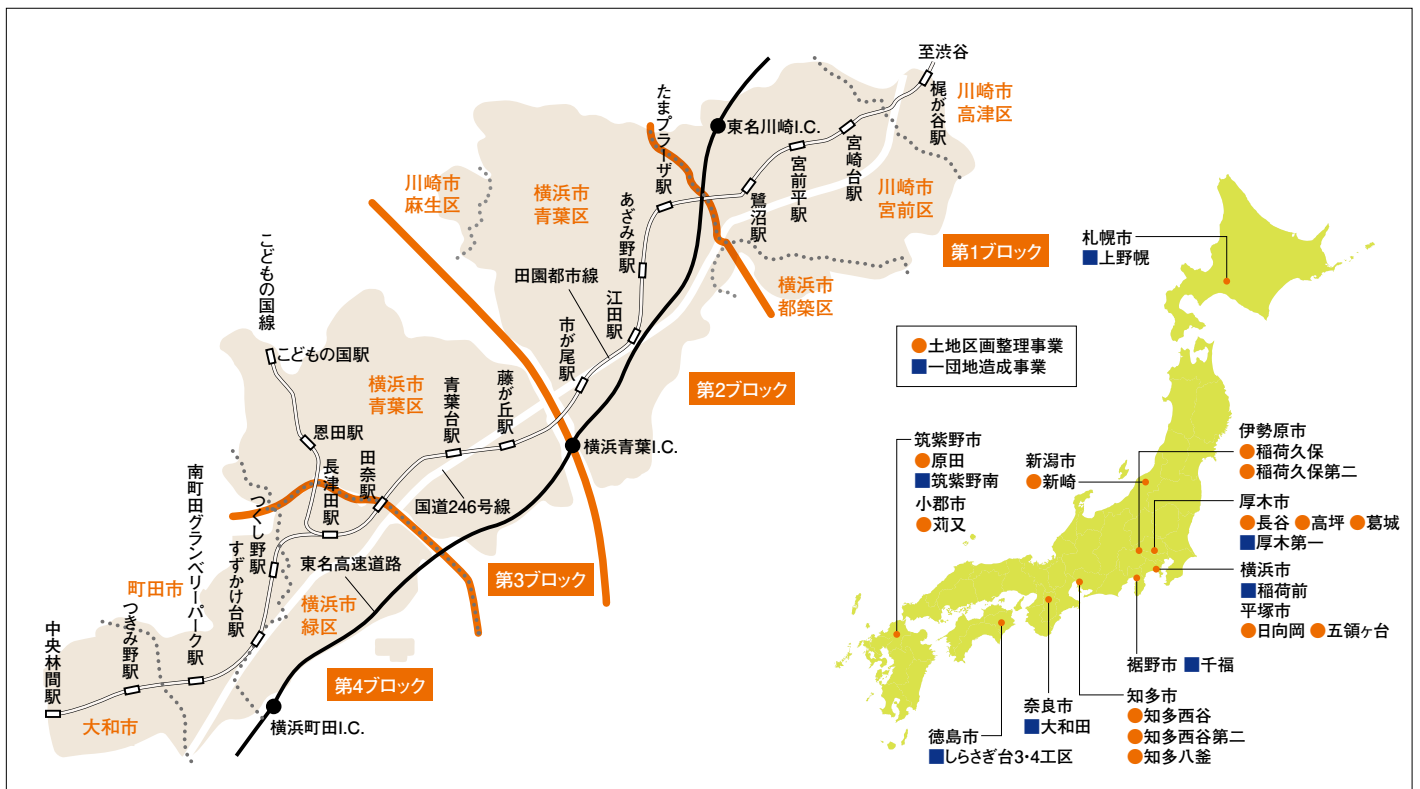 至渋谷
梶が谷駅
川崎市
高津区
たまプラーザ駅
東名川崎I.C.
宮崎台駅
宮前平駅
鷺沼駅
川崎市
宮前区
川崎市
麻生区
横浜市
青葉区
あざみ野駅
第1ブロック
田園都市線
江田駅
横浜市
都築区
こどもの国線
市が尾駅
こどもの国駅
横浜市
青葉区
青葉台駅
藤が丘駅
第2ブロック
恩田駅
横浜青葉I.C.
長津田駅
田奈駅
国道246号線
南町田グランベリーパーク駅
つくし野駅
すずかけ台駅
東名高速道路
第3ブロック
町田市
横浜市
緑区
中央林間駅
つきみ野駅
第4ブロック
大和市
横浜町田I.C.
札幌市
■上野幌
●土地区画整理事業
■一団地造成事業
筑紫野市
●原田
■筑紫野南
小郡市
●苅又
新潟市
●新崎
伊勢原市
●稲荷久保
●稲荷久保第二
厚木市
●長谷 ●高坪 ●葛城
■厚木第一
横浜市
■稲荷前
平塚市
●日向岡 ●五領ヶ台
裾野市 ■千福
知多市
●知多西谷
●知多西谷第二
●知多八釜
奈良市
■大和田
徳島市
■しらさぎ台3・4工区